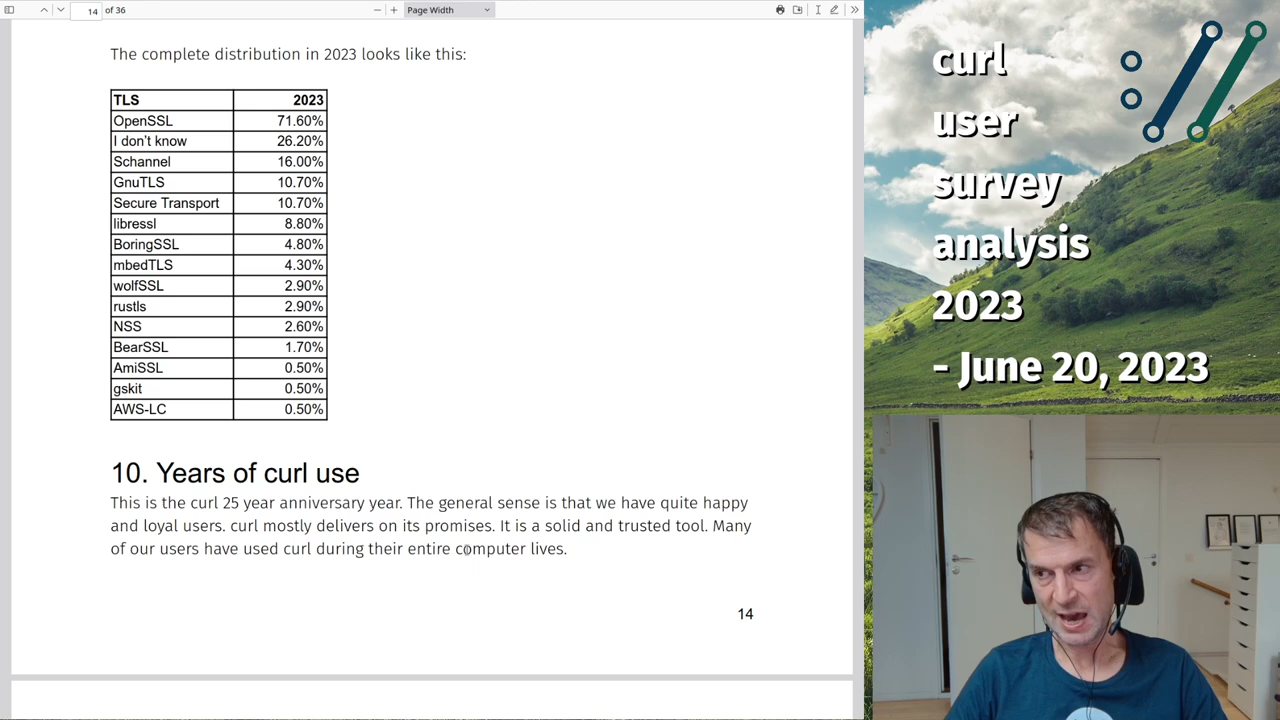 14 of 36
Page Width
The complete distribution in 2023 looks like this:
TLS 2023
OpenSSL 71.60%
I don’t know 26.20%
Schannel 16.00%
GnuTLS 10.70%
Secure Transport 10.70%
libressl 8.80%
BoringSSL 4.80%
mbedTLS 4.30%
wolfSSL 2.90%
rustls 2.90%
NSS 2.60%
BearSSL 1.70%
AmiSSL 0.50%
gskit 0.50%
AWS-LC 0.50%
10. Years of curl use
This is the curl 25 year anniversary year. The general sense is that we have quite happy
and loyal users. curl mostly delivers on its promises. It is a solid and trusted tool. Many
of our users have used curl during their entire computer lives.
14
curl
user
survey
analysis
2023
- June 20, 2023